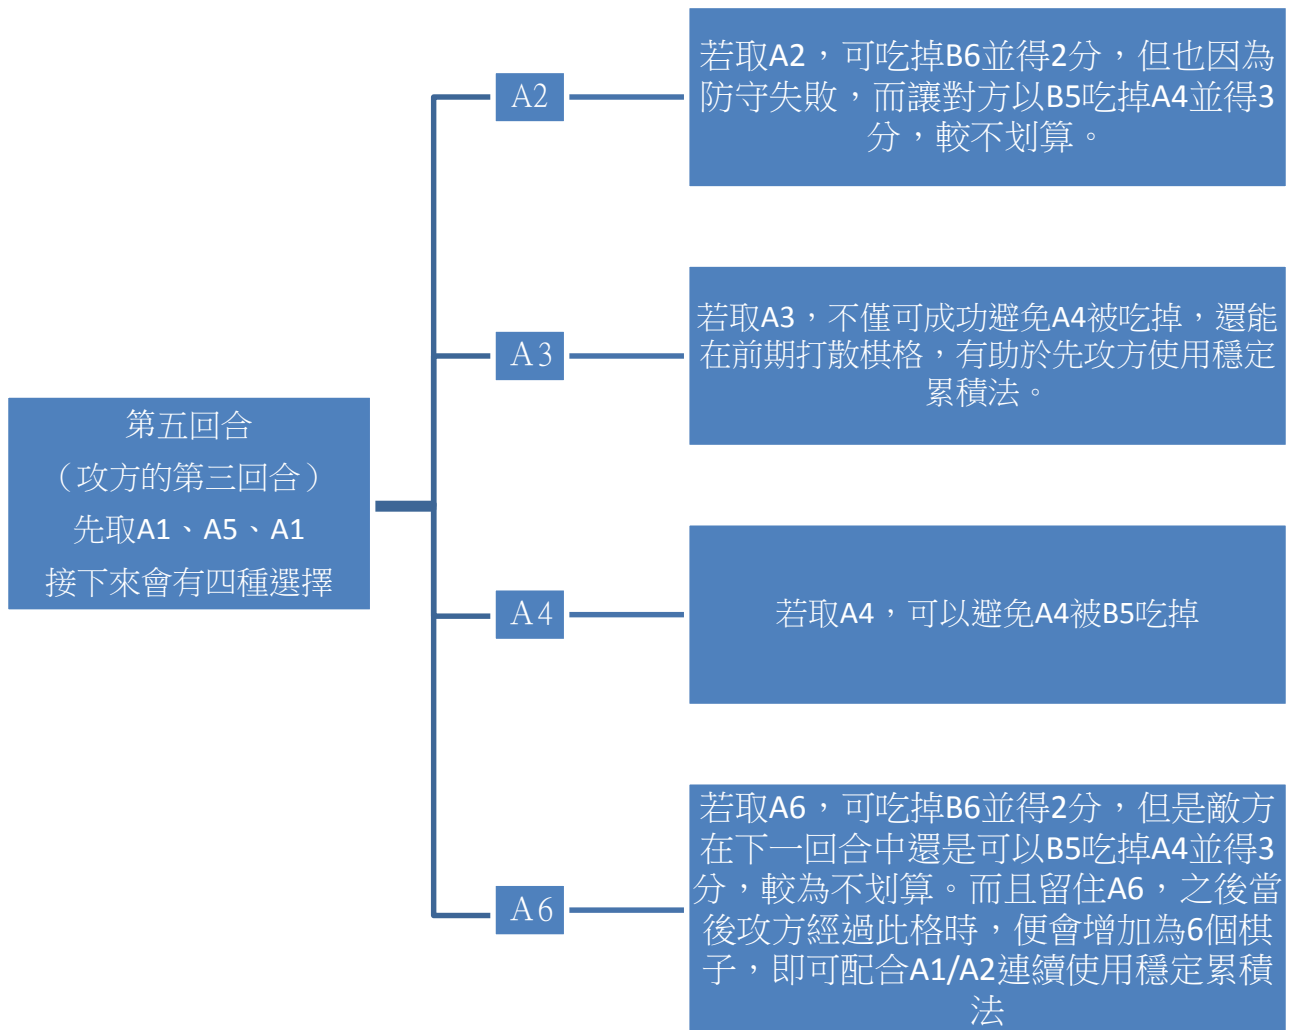 第五回合
（攻方的第三回合）
先取A1、A5、A1
接下來會有四種選擇
A2
若取A2，可吃掉B6並得2分，但也因為
防守失敗，而讓對方以B5吃掉A4並得3
分，較不划算。
A3
若取A3，不僅可成功避免A4被吃掉，還能
在前期打散棋格，有助於先攻方使用穩定
累積法。
A4
若取A4，可以避免A4被B5吃掉
A6
若取A6，可吃掉B6並得2分，但是敵方
在下一回合中還是可以B5吃掉A4並得3
分，較為不划算。而且留住A6，之後當
後攻方經過此格時，便會增加為6個棋
子，即可配合A1/A2連續使用穩定累積
法